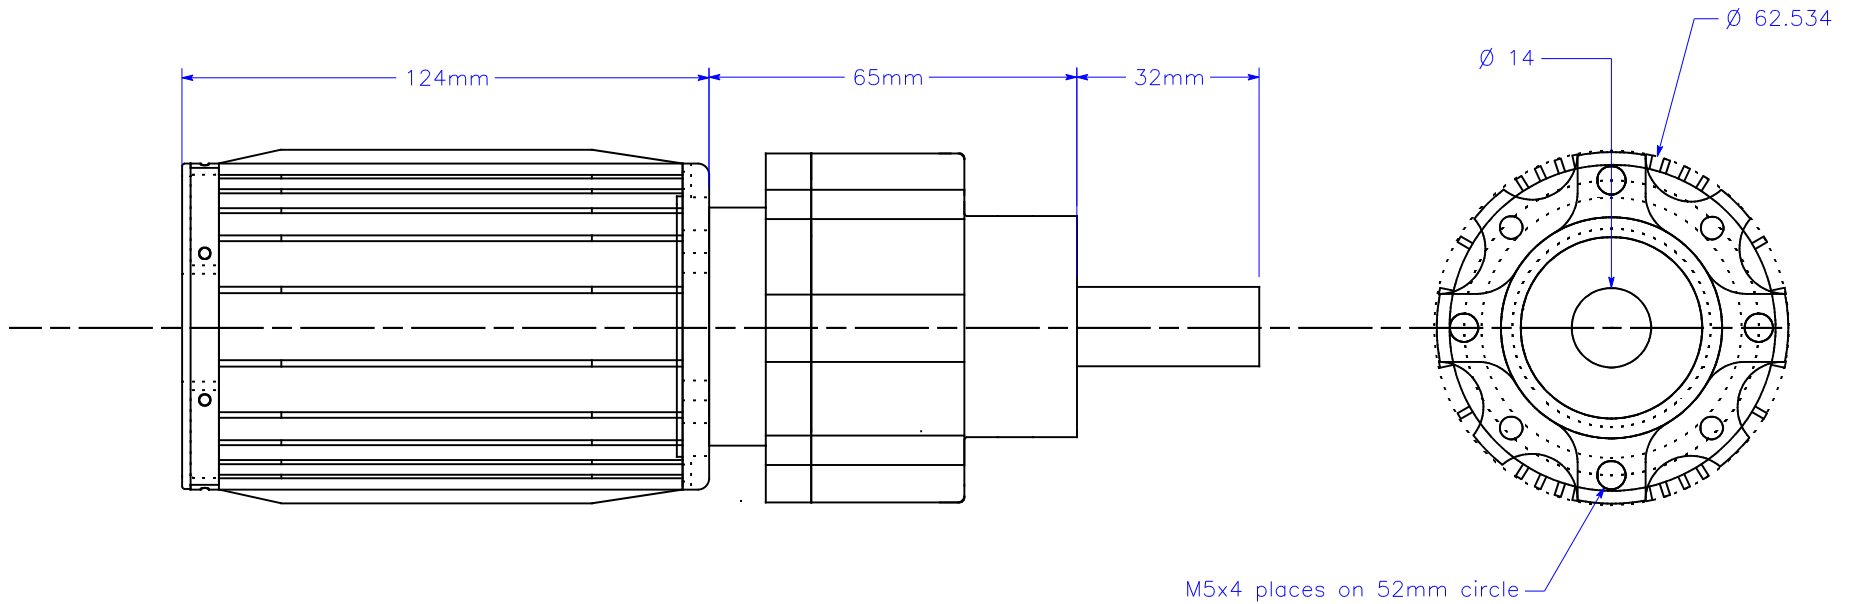 Ø 62.534
Ø 14
124mm
65mm
32mm
M5x4 places on 52mm circle